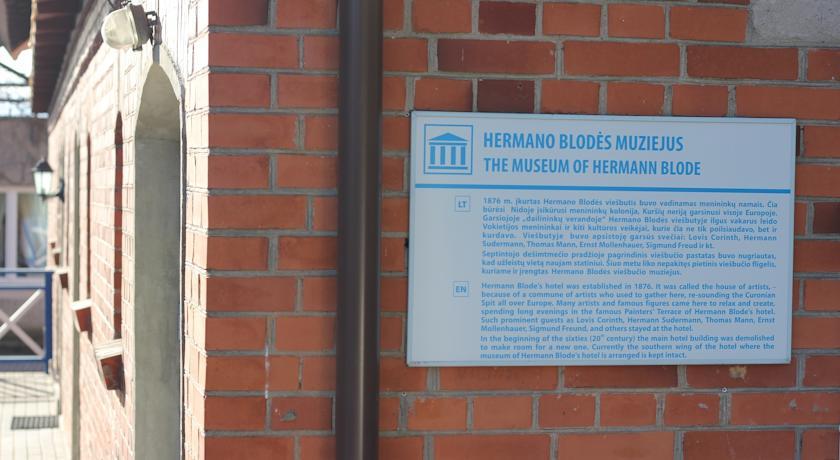 HERMANO BLODĖS MUZIEJUS
THE MUSEUM OF HERMANN BLODE
LT
1876 m. įkurtas Hermano Blodės viešbutis buvo vadinamas menininkų namais. Čia
būrėsi Nidoje įsikūrusi menininkų kolonija, Kuršių neriją garsinusi visoje Europoje.
Garsiojoje „dailininkų verandoje“ Hermano Blodės viešbutyje ilgus vakarus leido
Vokietijos menininkai ir kiti kultūros veikėjai, kurie čia ne tik poilsiaudavo, bet ir
kurdavo. Viešbutyje buvo apsistoję garsūs svečiai: Lovis Corinth, Hermann
Sudermann, Thomas Mann, Ernst Mollenhauer, Sigmund Freud ir kt.
Septintojo dešimtmečio pradžioje pagrindinis viešbučio pastatas buvo nugriautas,
kad užleistų vietą naujam statiniui. Šiuo metu liko nepakitęs pietinis viešbučio fligelis,
kuriame ir įrengtas Hermano Blodės viešbučio muziejus.
EN
Hermann Blode's hotel was established in 1876. It was called the house of artists, -
because of a commune of artists who used to gather here, re-sounding the Curonian
Spit all over Europe. Many artists and famous figures came here to relax and create,
spending long evenings in the famous Painters' Terrace of Hermann Blode's hotel.
Such prominent guests as Lovis Corinth, Hermann Sudermann, Thomas Mann, Ernst
Mollenhauer, Sigmund Freund, and others stayed at the hotel.
In the beginning of the sixties (20th century) the main hotel building was demolished
to make room for a new one. Currently the southern wing of the hotel where the
museum of Hermann Blode's hotel is arranged is kept intact.